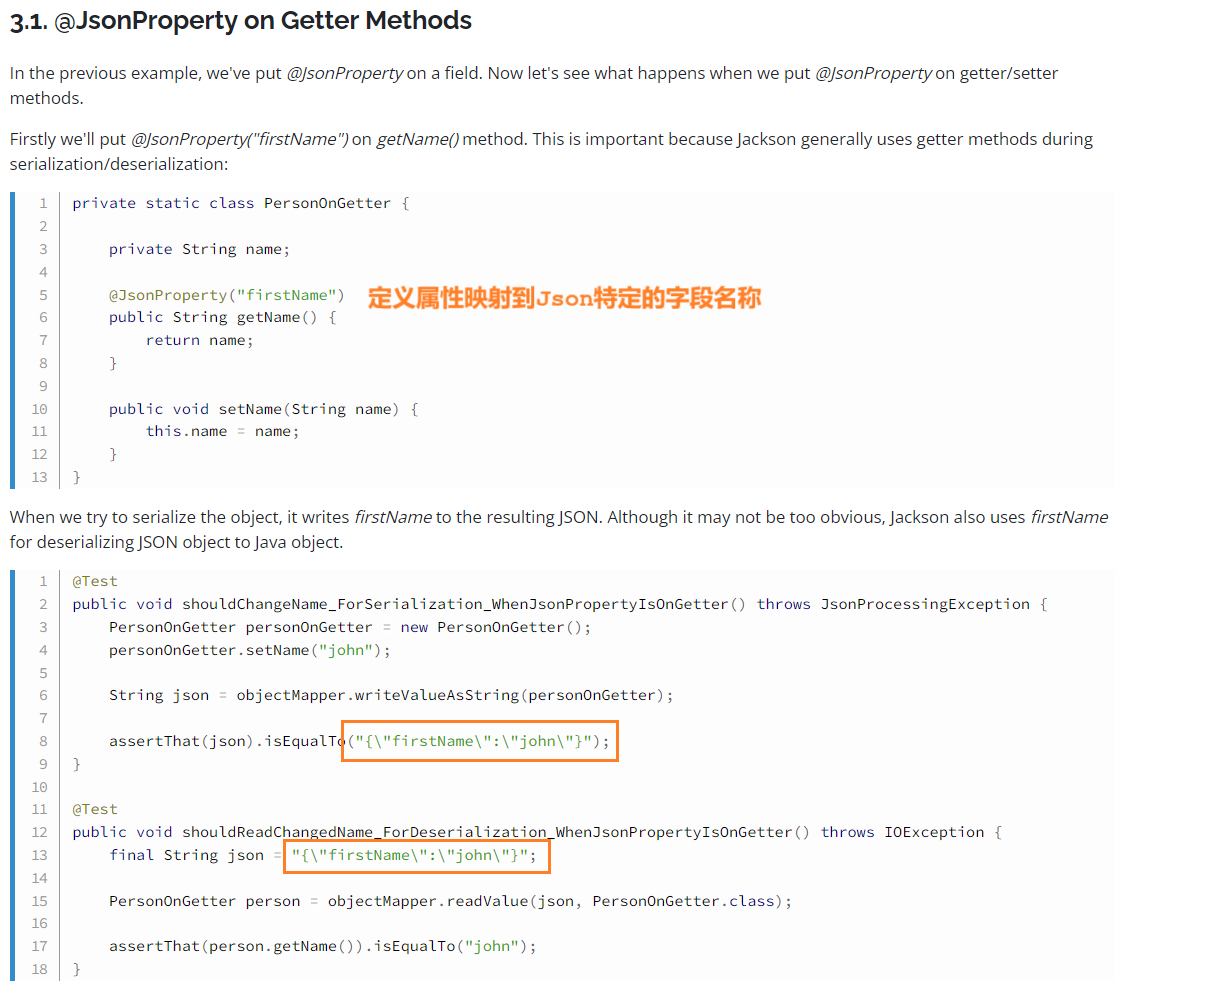 3.1. @JsonProperty on Getter Methods
In the previous example, we've put @JsonProperty on a field. Now let's see what happens when we put @JsonProperty on getter/setter
methods.
Firstly we'll put @JsonProperty("firstName") on getName() method. This is important because Jackson generally uses getter methods during
serialization/deserialization:
1 private static class PersonOnGetter {
2
3     private String name;
4
5     @JsonProperty("firstName") 定义属性映射到Json特定的字段名称
6     public String getName() {
7         return name;
8     }
9
10     public void setName(String name) {
11         this.name = name;
12     }
13 }
When we try to serialize the object, it writes firstName to the resulting JSON. Although it may not be too obvious, Jackson also uses firstName
for deserializing JSON object to Java object.
1 @Test
2 public void shouldChangeName_ForSerialization_WhenJsonPropertyIsOnGetter() throws JsonProcessingException {
3     PersonOnGetter personOnGetter = new PersonOnGetter();
4     personOnGetter.setName("john");
5
6     String json = objectMapper.writeValueAsString(personOnGetter);
7
8     assertThat(json).isEqualTo("{\"firstName\":\"john\"}");
9 }
10
11 @Test
12 public void shouldReadChangedName_ForDeserialization_WhenJsonPropertyIsOnGetter() throws IOException {
13     final String json = "{\"firstName\":\"john\"}";
14
15     PersonOnGetter person = objectMapper.readValue(json, PersonOnGetter.class);
16
17     assertThat(person.getName()).isEqualTo("john");
18 }